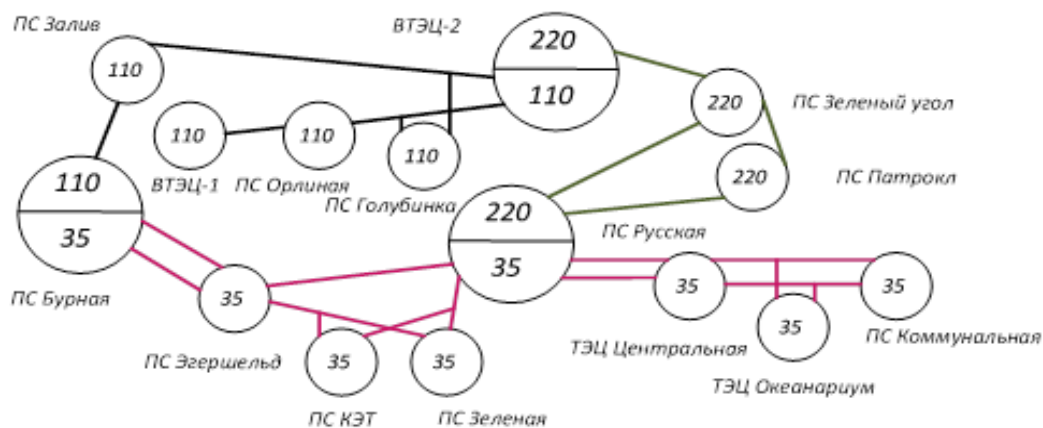 ПС Залив
ВТЭЦ-2
220
110
110
220
ПС Зеленый угол
110
110
110
ВТЭЦ-1
ПС Орлиная
ПС Голубинка
220
ПС Патрокл
110
35
ПС Бурная
220
35
ПС Русская
35
ПС Эгершельд
35
35
35
ПС Коммунальная
ТЭЦ Центральная
ТЭЦ Океанариум
35
35
ПС КЭТ
ПС Зеленая